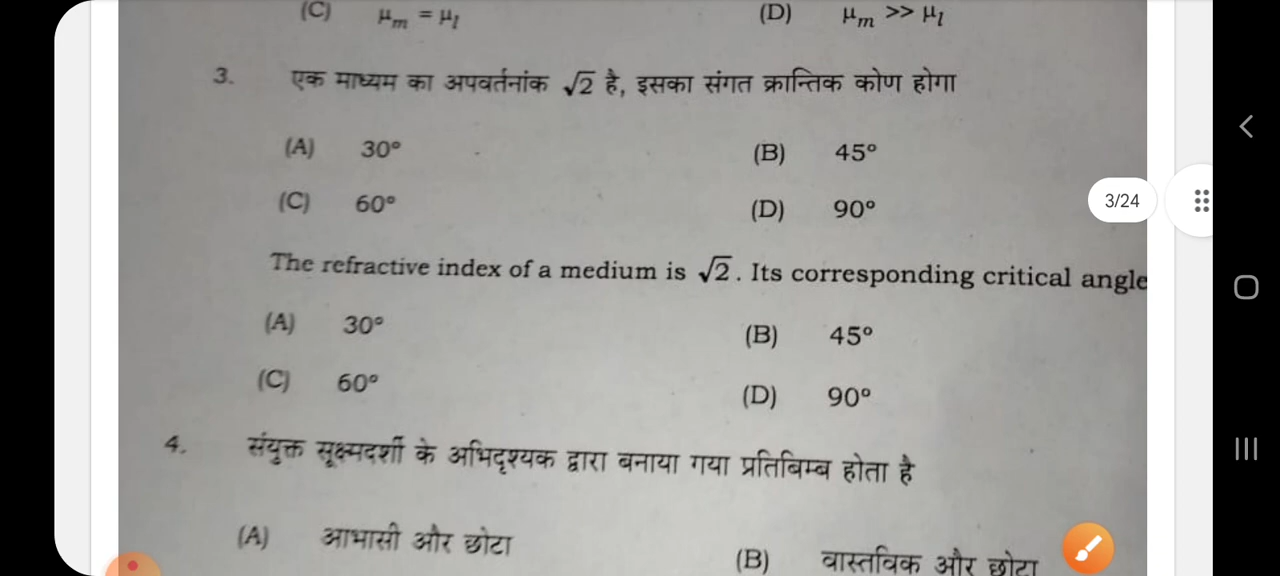 (C) μm = μl (D) μm >> μl
3. एक माध्यम का अपवर्तनांक √2 है, इसका संगत क्रान्तिक कोण होगा
(A) 30° (B) 45°
(C) 60° (D) 90°
3/24
The refractive index of a medium is √2. Its corresponding critical angle
(A) 30° (B) 45°
(C) 60° (D) 90°
4. संयुक्त सूक्ष्मदर्शी के अभिदृश्यक द्वारा बनाया गया प्रतिबिम्ब होता है
(A) आभासी और छोटा (B) वास्तविक और छोटा